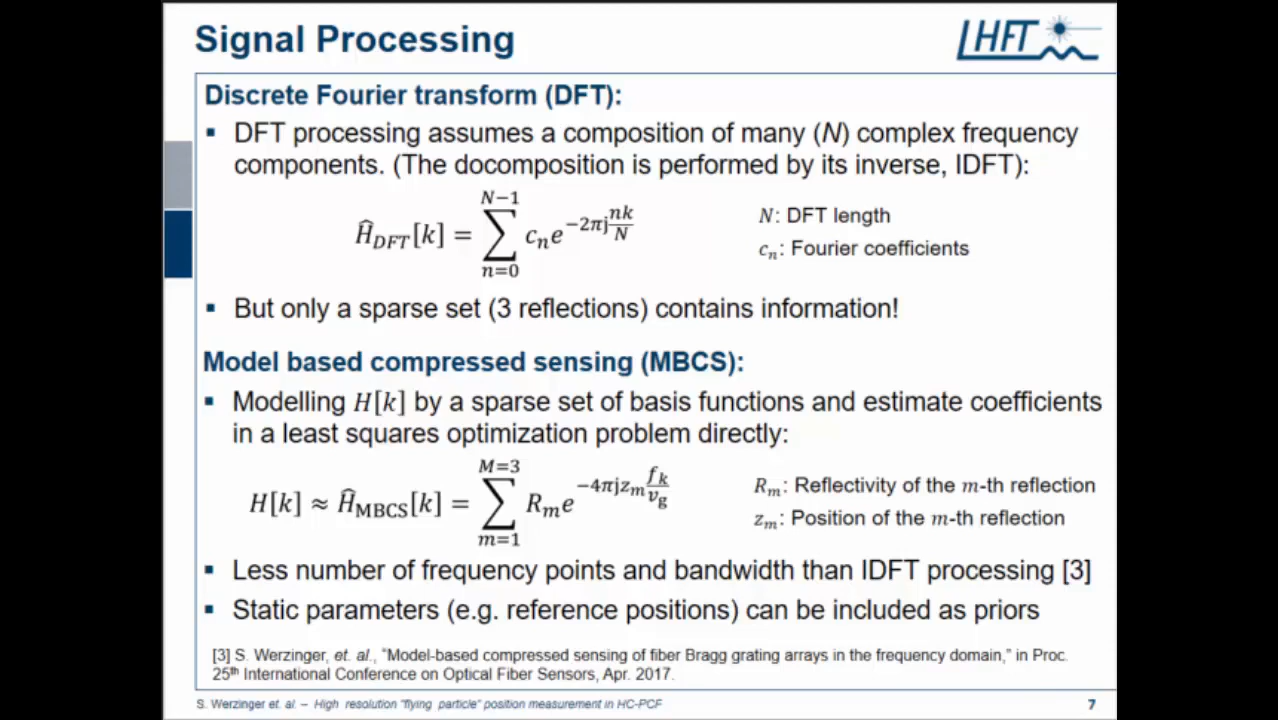 Signal Processing
LHFT
Discrete Fourier transform (DFT):
▪ DFT processing assumes a composition of many (N) complex frequency
components. (The docomposition is performed by its inverse, IDFT):
Ĥ_DFT[k] = ∑_{n=0}^{N−1} c_n e^{−2πj nk/N}
N: DFT length
c_n: Fourier coefficients
▪ But only a sparse set (3 reflections) contains information!
Model based compressed sensing (MBCS):
▪ Modelling H[k] by a sparse set of basis functions and estimate coefficients
in a least squares optimization problem directly:
H[k] ≈ Ĥ_MBCS[k] = ∑_{m=1}^{M=3} R_m e^{−4πjz_m f_k/v_g}
R_m: Reflectivity of the m-th reflection
z_m: Position of the m-th reflection
▪ Less number of frequency points and bandwidth than IDFT processing [3]
▪ Static parameters (e.g. reference positions) can be included as priors
[3] S. Werzinger, et. al., “Model-based compressed sensing of fiber Bragg grating arrays in the frequency domain,” in Proc.
25th International Conference on Optical Fiber Sensors, Apr. 2017.
S. Werzinger et. al. – High resolution “flying particle” position measurement in HC-PCF
7